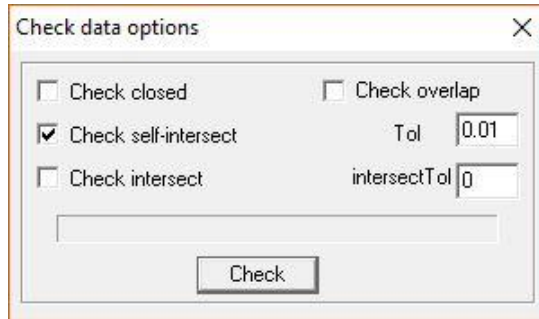 Check data options
Check closed
Check overlap
Check self-intersect
Tol 0.01
Check intersect
intersectTol 0
Check